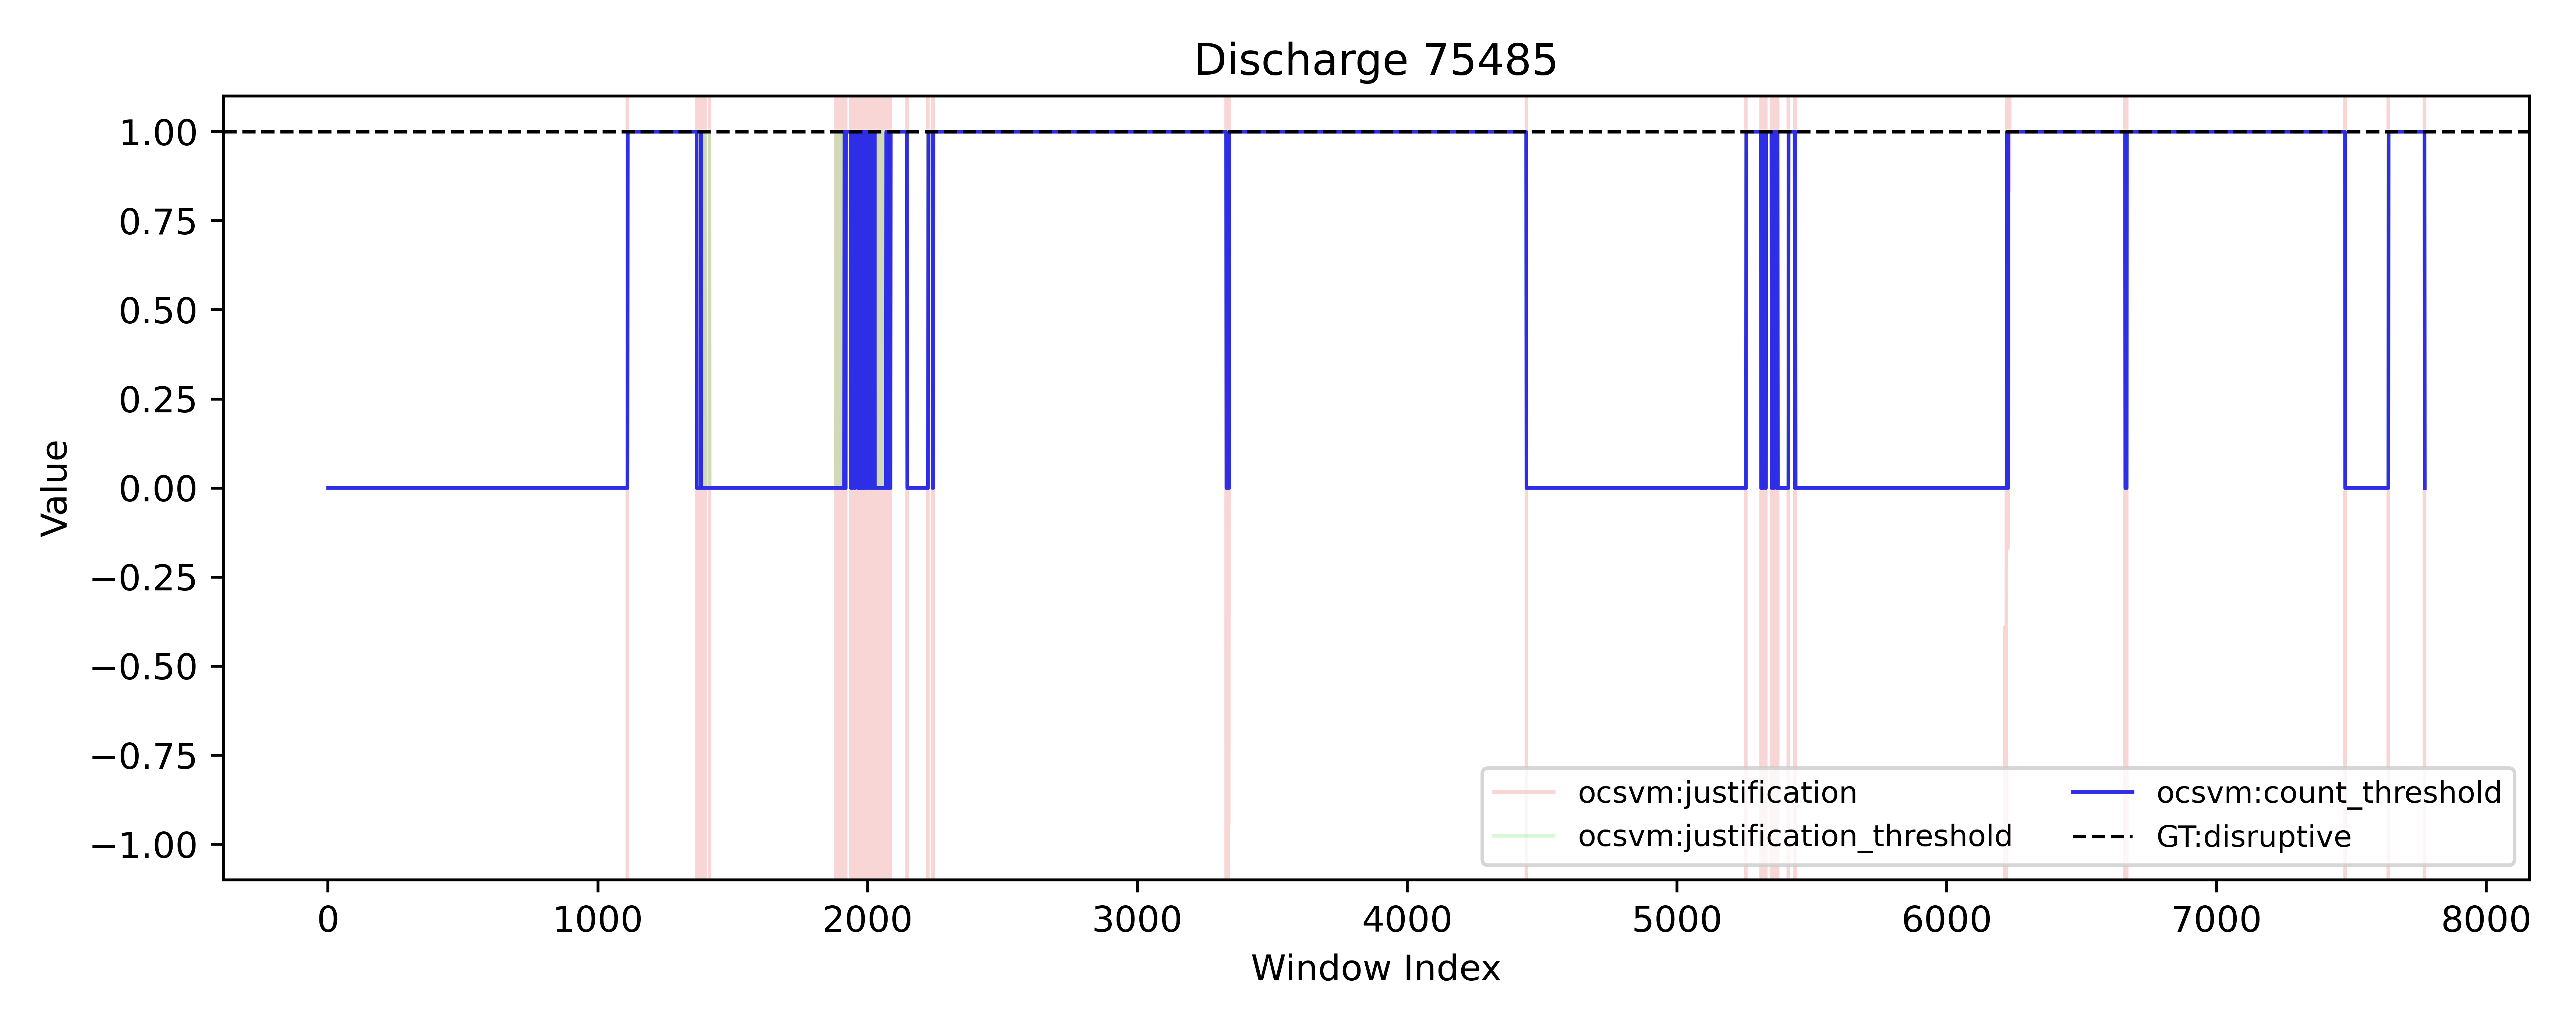 Discharge 75485
Value
1.00
0.75
0.50
0.25
0.00
−0.25
−0.50
−0.75
−1.00
ocsvm:justification
ocsvm:justification_threshold
ocsvm:count_threshold
GT:disruptive
0 1000 2000 3000 4000 5000 6000 7000 8000
Window Index